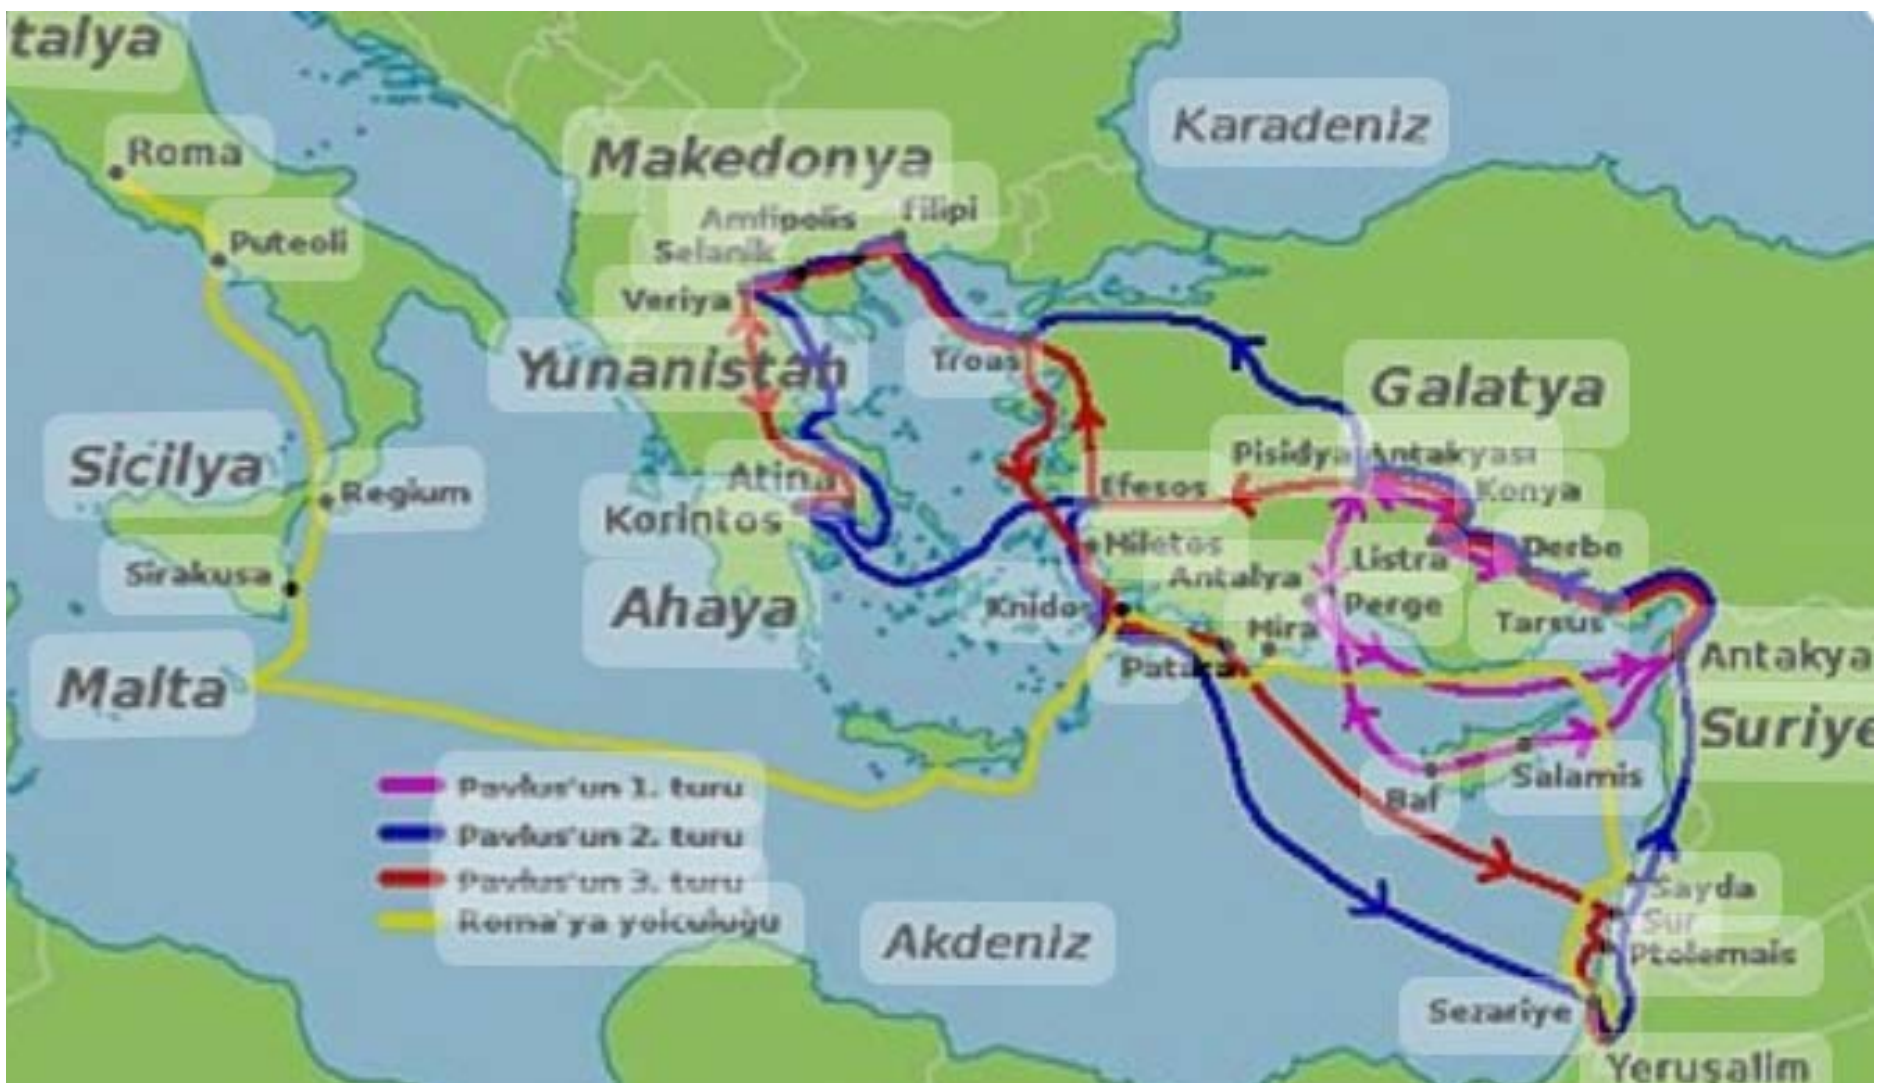 talya
Karadeniz
Roma
Makedonya
Amfipolis
Filipi
Puteoli
Selanik
Veriya
Yunanistan
Troas
Galatya
Sicilya
Pisidya Antakyası
Regium
Atina
Efesos
Konya
Korintos
Miletos
Listra
Derbe
Sirakusa
Antalya
Ahaya
Knidos
Perge
Mira
Tarsus
Malta
Patara
Antakya
Suriye
Salamis
Baf
Pavlus'un 1. turu
Pavlus'un 2. turu
Pavlus'un 3. turu
Roma'ya yolculuğu
Sayda
Sur
Akdeniz
Ptolemais
Sezariye
Yeruşalim